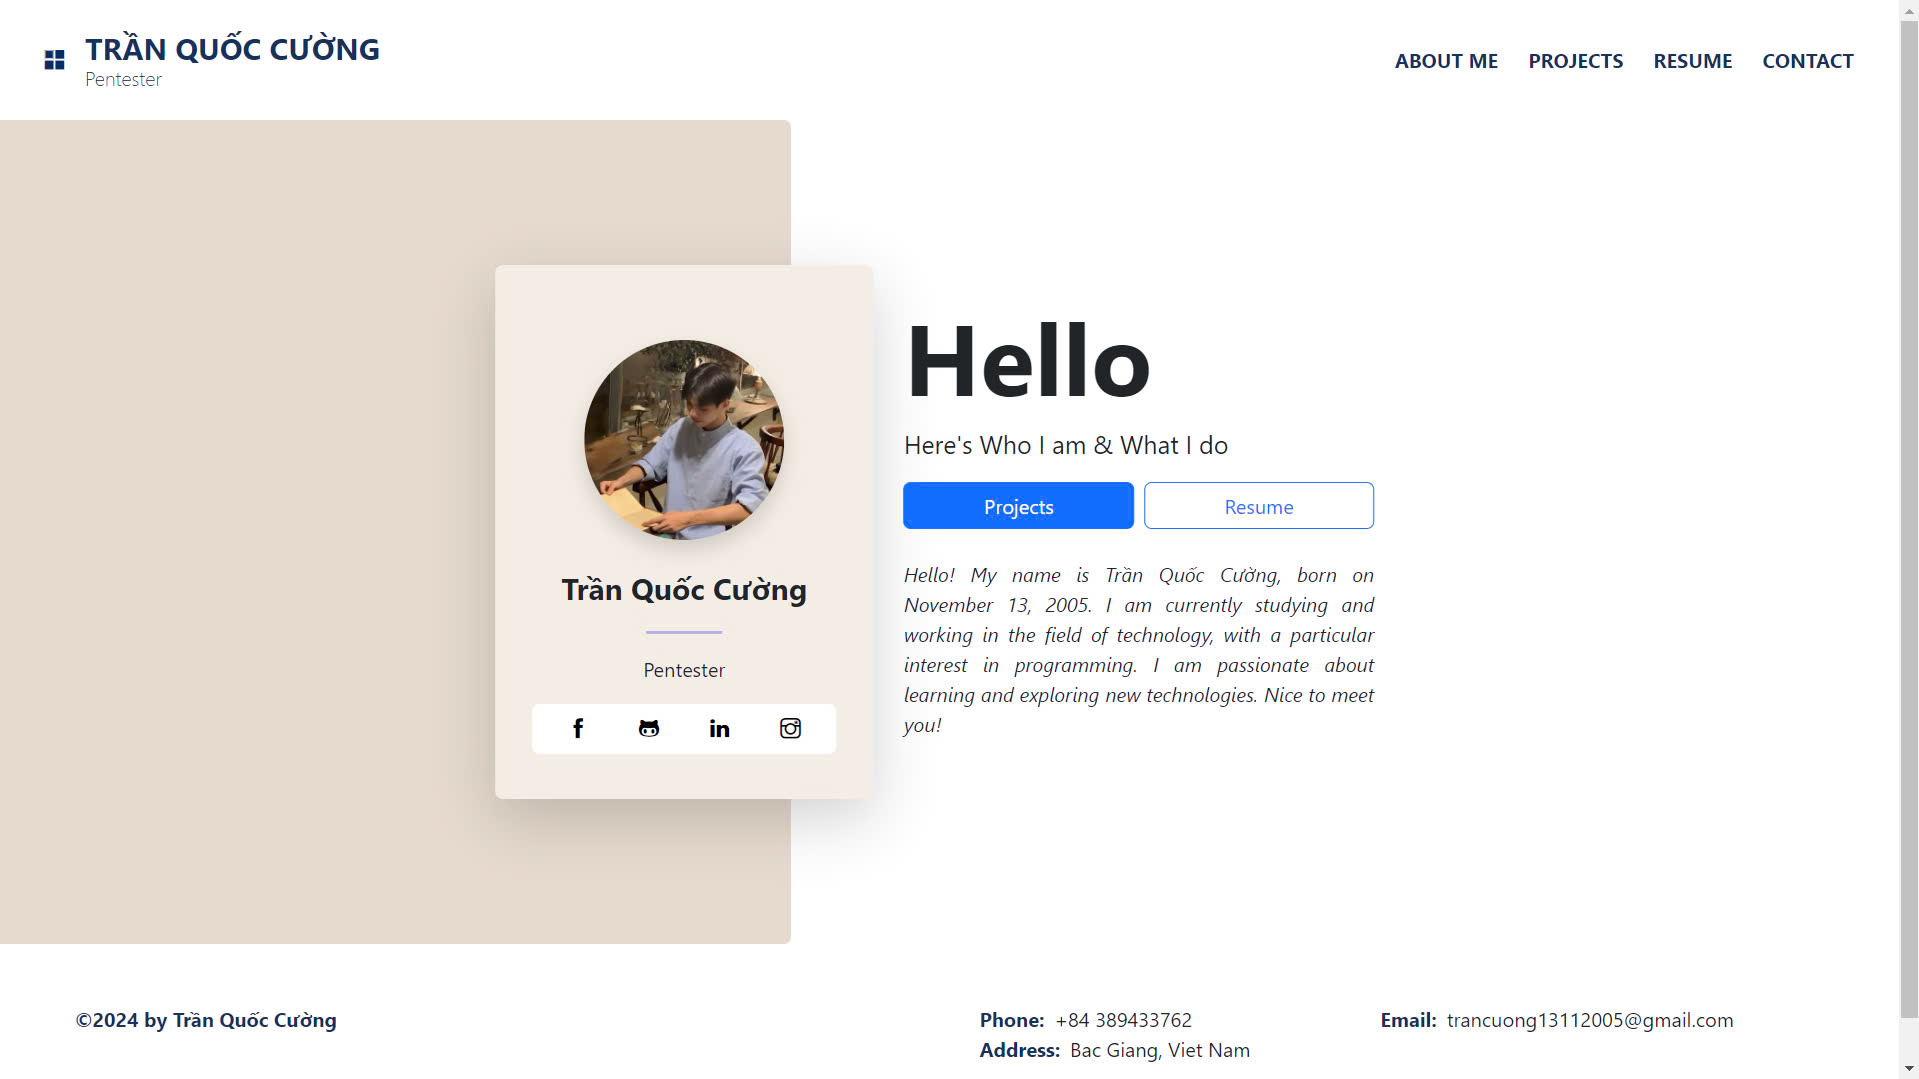 TRẦN QUỐC CƯỜNG
Pentester
ABOUT ME
PROJECTS
RESUME
CONTACT
Trần Quốc Cường
Pentester
Hello
Here's Who I am & What I do
Projects
Resume
Hello! My name is Trần Quốc Cường, born on
November 13, 2005. I am currently studying and
working in the field of technology, with a particular
interest in programming. I am passionate about
learning and exploring new technologies. Nice to meet
you!
©2024 by Trần Quốc Cường
Phone: +84 389433762
Address: Bac Giang, Viet Nam
Email: trancuong13112005@gmail.com